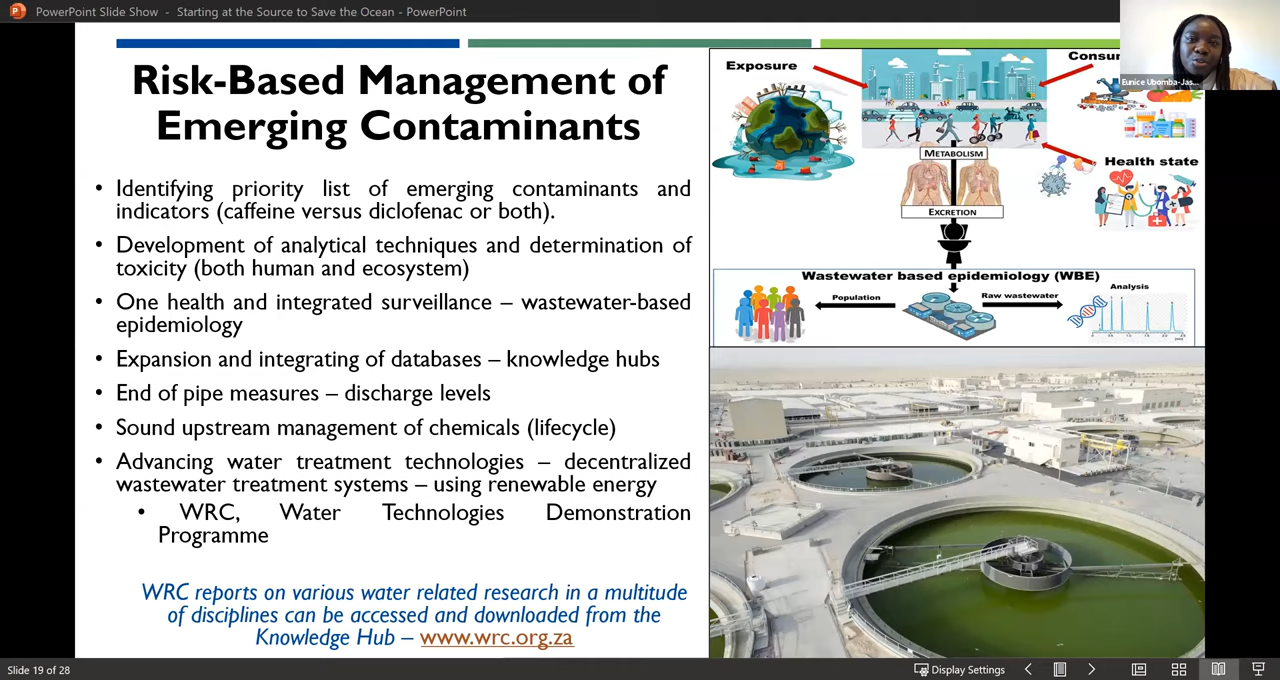 PowerPoint Slide Show - Starting at the Source to Save the Ocean - PowerPoint
Risk-Based Management of
Emerging Contaminants
• Identifying priority list of emerging contaminants and
indicators (caffeine versus diclofenac or both).
• Development of analytical techniques and determination of
toxicity (both human and ecosystem)
• One health and integrated surveillance – wastewater-based
epidemiology
• Expansion and integrating of databases – knowledge hubs
• End of pipe measures – discharge levels
• Sound upstream management of chemicals (lifecycle)
• Advancing water treatment technologies – decentralized
wastewater treatment systems – using renewable energy
• WRC, Water Technologies Demonstration
Programme
WRC reports on various water related research in a multitude
of disciplines can be accessed and downloaded from the
Knowledge Hub – www.wrc.org.za
Exposure
Consum
Eunice Ubomba-Jas...
METABOLISM
Health state
EXCRETION
Wastewater based epidemiology (WBE)
Population
Raw wastewater
Analysis
Slide 19 of 28
Display Settings